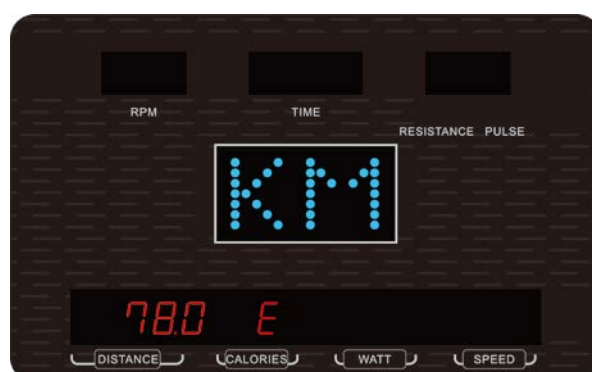 RPM TIME
RESISTANCE PULSE
KM
78.0 E
DISTANCE CALORIES WATT SPEED